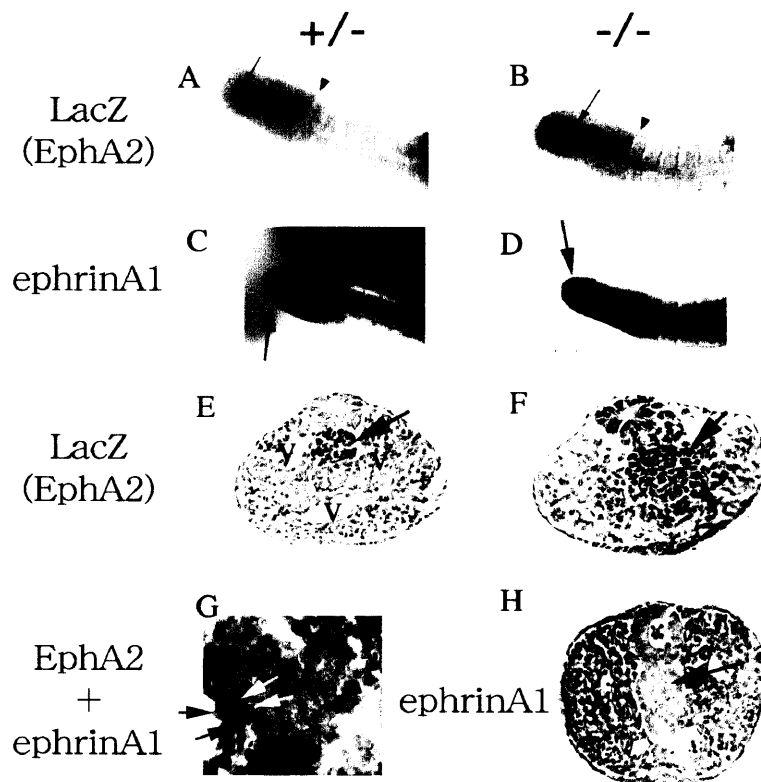 +/- -/-
A B
LacZ
(EphA2)
C D
ephrinA1
E F
LacZ
(EphA2)
V V
V
G H
EphA2
+
ephrinA1
ephrinA1